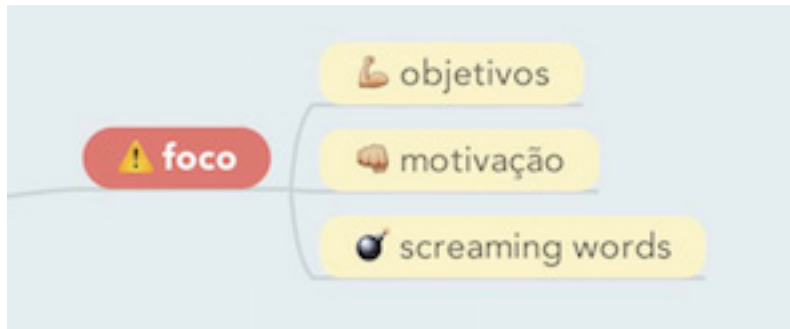 ⚠️ foco
💪🏼 objetivos
👊🏼 motivação
💣 screaming words